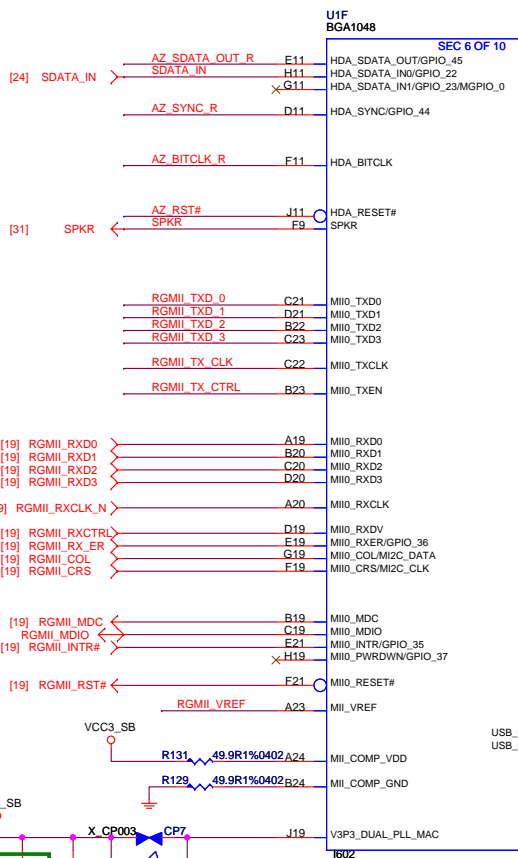 U1F
BGA1048
SEC 6 OF 10
AZ_SDATA_OUT_R E11 HDA_SDATA_OUT/GPIO_45
[24] SDATA_IN SDATA_IN H11 HDA_SDATA_IN0/GPIO_22
G11 HDA_SDATA_IN1/GPIO_23/MGPIO_0
AZ_SYNC_R D11 HDA_SYNC/GPIO_44
AZ_BITCLK_R F11 HDA_BITCLK
AZ_RST# J11 HDA_RESET#
[31] SPKR SPKR F9 SPKR
RGMII_TXD_0 C21 MII0_TXD0
RGMII_TXD_1 D21 MII0_TXD1
RGMII_TXD_2 B22 MII0_TXD2
RGMII_TXD_3 C23 MII0_TXD3
RGMII_TX_CLK C22 MII0_TXCLK
RGMII_TX_CTRL B23 MII0_TXEN
[19] RGMII_RXD0 A19 MII0_RXD0
[19] RGMII_RXD1 B20 MII0_RXD1
[19] RGMII_RXD2 C20 MII0_RXD2
[19] RGMII_RXD3 D20 MII0_RXD3
9] RGMII_RXCLK_N A20 MII0_RXCLK
[19] RGMII_RXCTRL D19 MII0_RXDV
[19] RGMII_RX_ER E19 MII0_RXER/GPIO_36
[19] RGMII_COL G19 MII0_COL/MI2C_DATA
[19] RGMII_CRS F19 MII0_CRS/MI2C_CLK
[19] RGMII_MDC B19 MII0_MDC
RGMII_MDIO C19 MII0_MDIO
[19] RGMII_INTR# E21 MII0_INTR/GPIO_35
H19 MII0_PWRDWN/GPIO_37
[19] RGMII_RST# F21 MII0_RESET#
RGMII_VREF A23 MII_VREF
VCC3_SB
USB_
USB_
R131 49.9R1%0402 A24 MII_COMP_VDD
R129 49.9R1%0402 B24 MII_COMP_GND
_SB
X_CP003 CP7 J19 V3P3_DUAL_PLL_MAC
I602